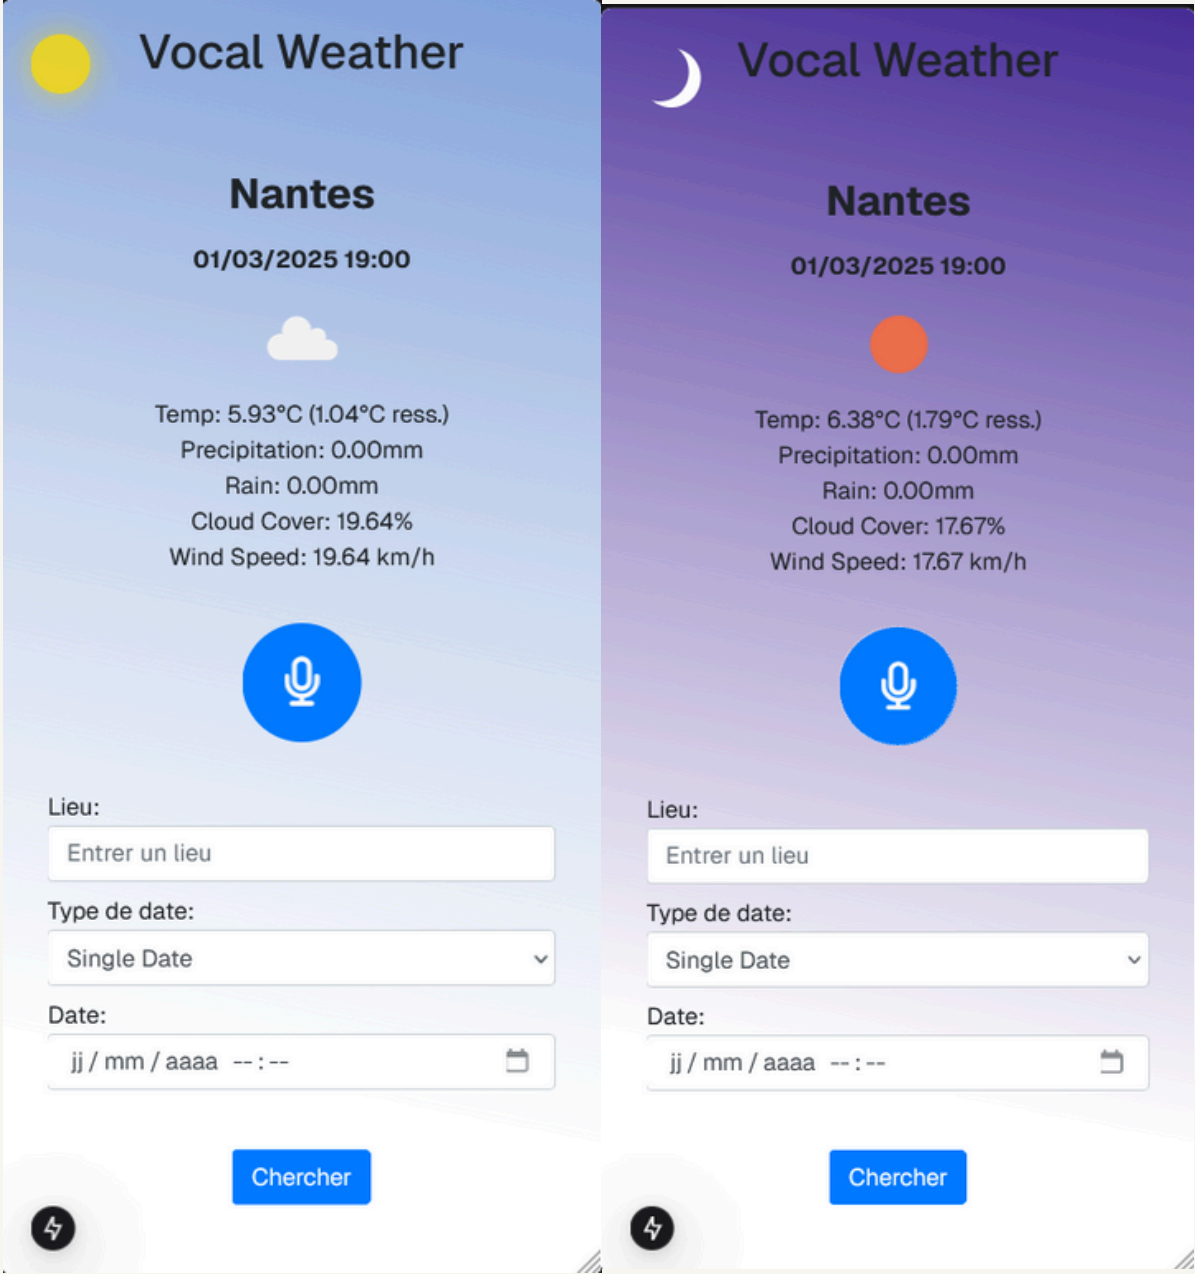 Vocal Weather
Nantes
01/03/2025 19:00
Temp: 5.93°C (1.04°C ress.)
Precipitation: 0.00mm
Rain: 0.00mm
Cloud Cover: 19.64%
Wind Speed: 19.64 km/h
Lieu:
Entrer un lieu
Type de date:
Single Date
Date:
jj / mm / aaaa --:--
Chercher
Vocal Weather
Nantes
01/03/2025 19:00
Temp: 6.38°C (1.79°C ress.)
Precipitation: 0.00mm
Rain: 0.00mm
Cloud Cover: 17.67%
Wind Speed: 17.67 km/h
Lieu:
Entrer un lieu
Type de date:
Single Date
Date:
jj / mm / aaaa --:--
Chercher